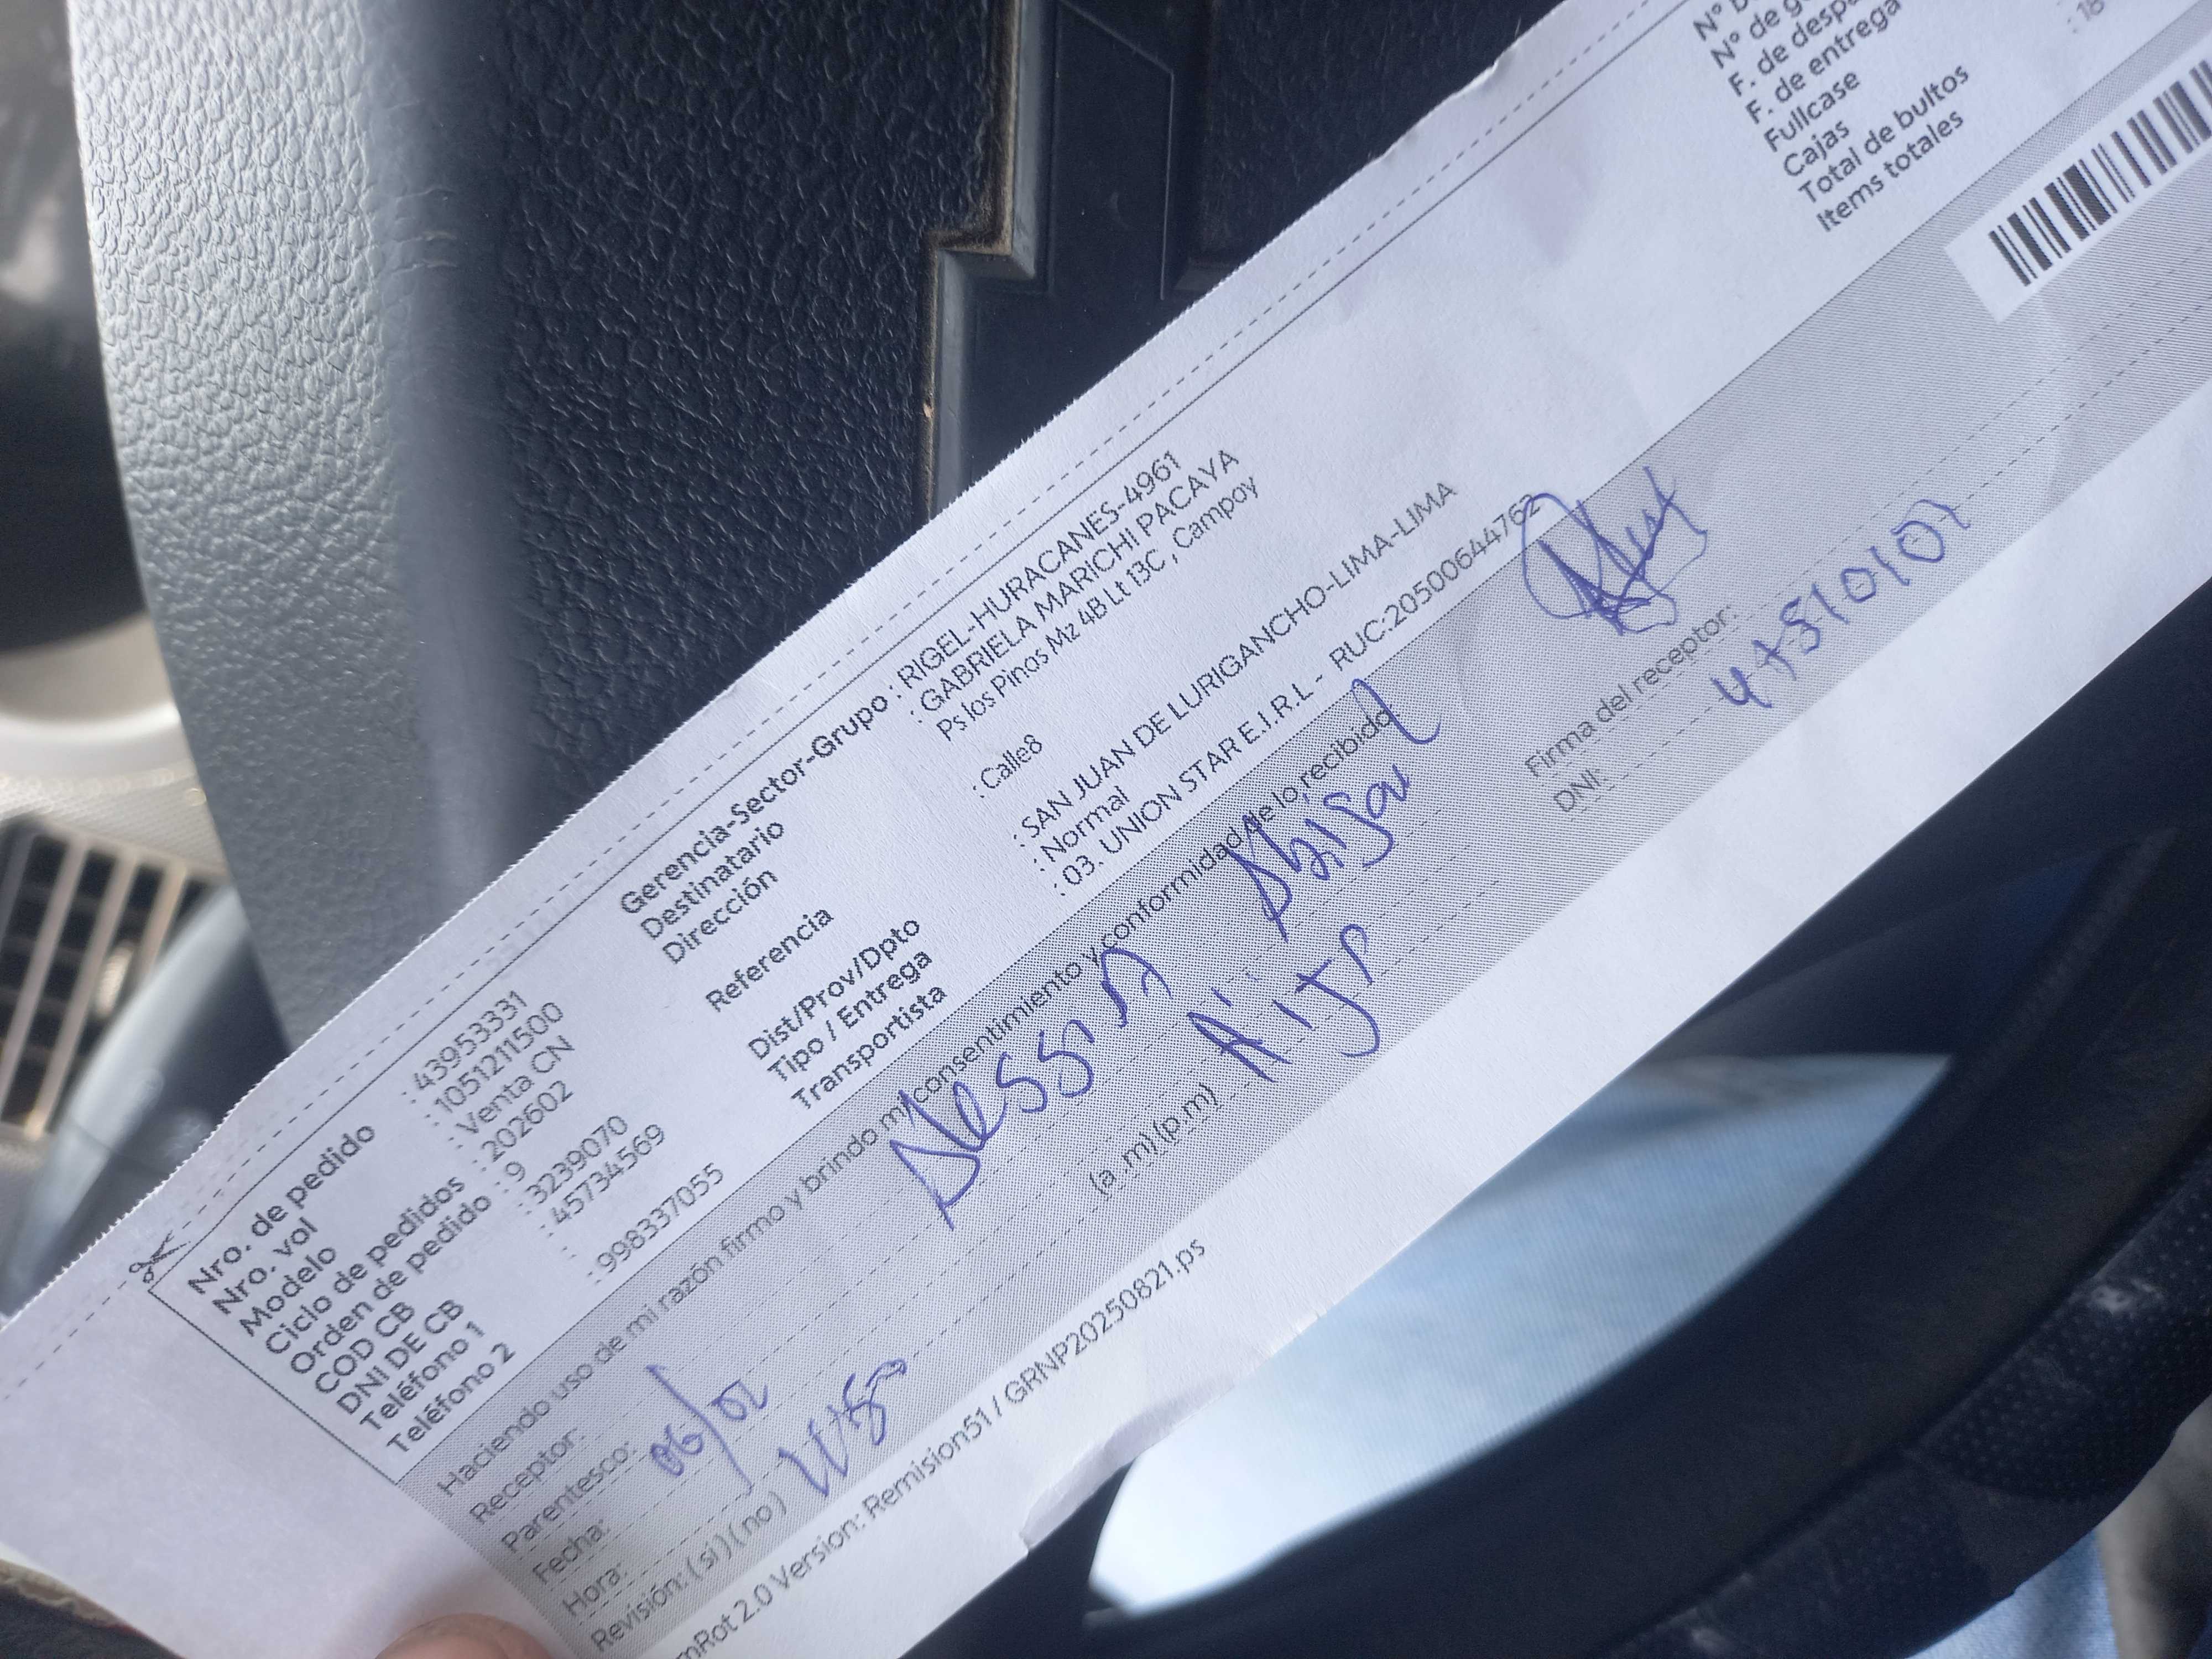 Nro. de pedido : 43953331
Nro. vol : 1051211500
Modelo : Venta CN
Ciclo de pedidos : 202602
Orden de pedido : 9
COD CB : 3239070
DNI DE CB : 45734569
Teléfono 1 :
Teléfono 2 : 998337055
Gerencia-Sector-Grupo : RIGEL-HURACANES-4961
Destinatario : GABRIELA MARICHI PACAYA
Dirección Ps los Pinos Mz 4B Lt 13C , Campoy
Referencia : Calle8
Dist/Prov/Dpto : SAN JUAN DE LURIGANCHO-LIMA-LIMA
Tipo / Entrega : Normal
Transportista : 03. UNION STAR E.I.R.L - RUC:20500644762
F. de entrega
Fullcase
Cajas
Total de bultos
Items totales
Haciendo uso de mi razón firmo y brindo mi consentimiento y conformidad de lo recibido
Receptor:
Parentesco:
Fecha: 06/02
Hora: (a .m) (p.m)
Revisión: ( si ) ( no )
Firma del receptor:
DNI:
Rot 2.0 Version: Remision51 / GRNP20250821.ps